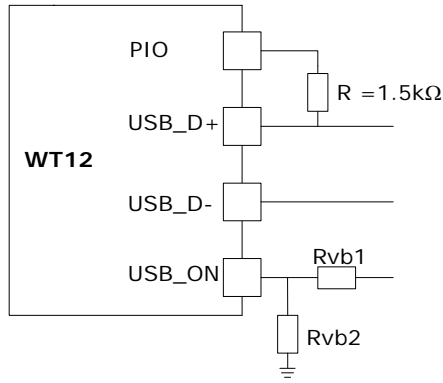 PIO
R =1.5kΩ
USB_D+
WT12
USB_D-
USB_ON
Rvb1
Rvb2